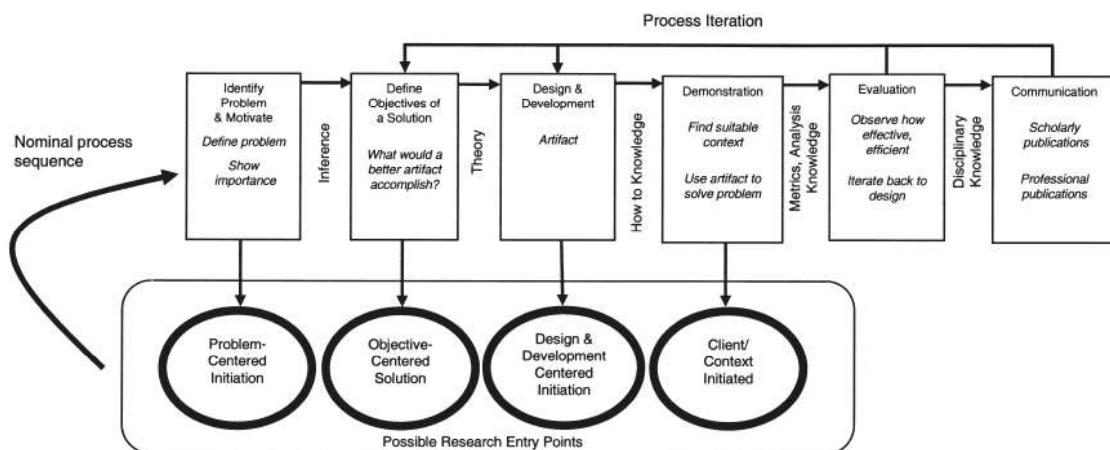 Process Iteration
Nominal process
sequence
Identify
Problem
& Motivate
Define problem
Show
importance
Inference
Define
Objectives of
a Solution
What would a
better artifact
accomplish?
Theory
Design &
Development
Artifact
How to Knowledge
Demonstration
Find suitable
context
Use artifact to
solve problem
Metrics, Analysis
Knowledge
Evaluation
Observe how
effective,
efficient
Iterate back to
design
Disciplinary
Knowledge
Communication
Scholarly
publications
Professional
publications
Problem-
Centered
Initiation
Objective-
Centered
Solution
Design &
Development
Centered
Initiation
Client/
Context
Initiated
Possible Research Entry Points